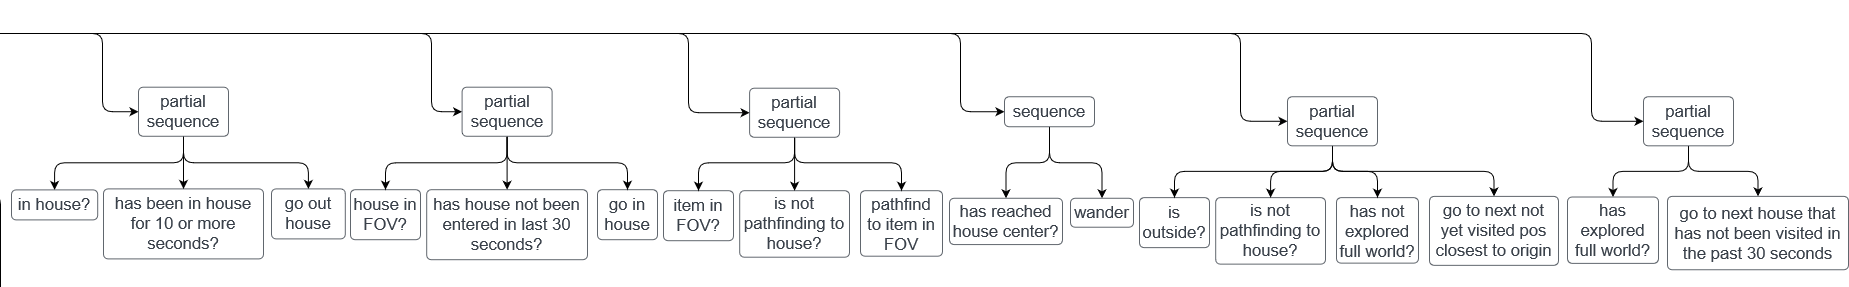 partial
sequence
in house?
has been in house
for 10 or more
seconds?
go out
house
partial
sequence
house in
FOV?
has house not been
entered in last 30
seconds?
go in
house
partial
sequence
item in
FOV?
is not
pathfinding to
house?
pathfind
to item in
FOV
sequence
has reached
house center?
wander
partial
sequence
is
outside?
is not
pathfinding to
house?
has not
explored
full world?
go to next not
yet visited pos
closest to origin
partial
sequence
has
explored
full world?
go to next house that
has not been visited in
the past 30 seconds